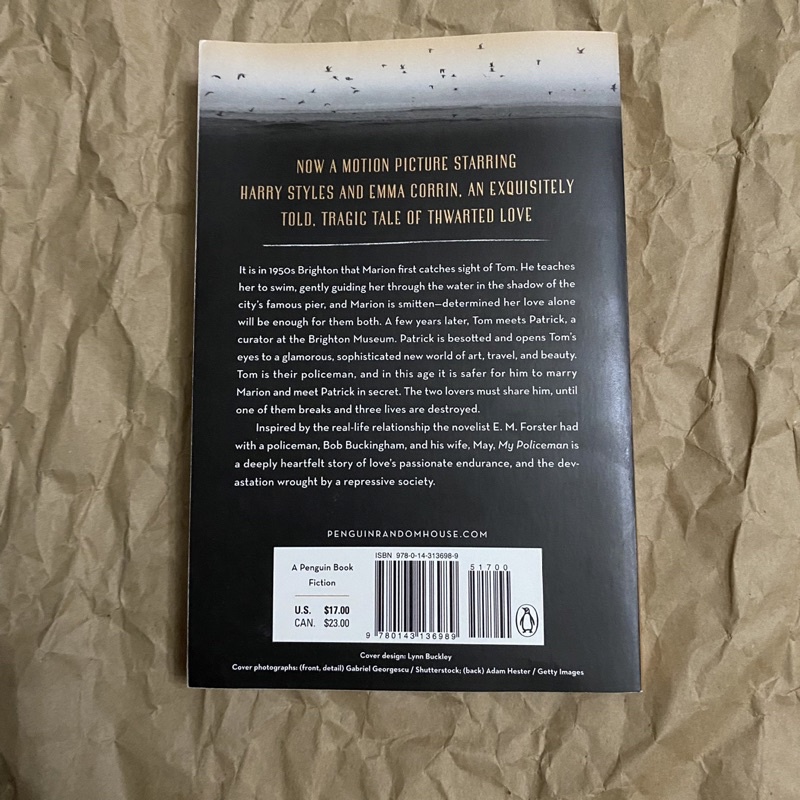 NOW A MOTION PICTURE STARRING
HARRY STYLES AND EMMA CORRIN, AN EXQUISITELY
TOLD, TRAGIC TALE OF THWARTED LOVE
It is in 1950s Brighton that Marion first catches sight of Tom. He teaches
her to swim, gently guiding her through the water in the shadow of the
city's famous pier, and Marion is smitten—determined her love alone
will be enough for them both. A few years later, Tom meets Patrick, a
curator at the Brighton Museum. Patrick is besotted and opens Tom's
eyes to a glamorous, sophisticated new world of art, travel, and beauty.
Tom is their policeman, and in this age it is safer for him to marry
Marion and meet Patrick in secret. The two lovers must share him, until
one of them breaks and three lives are destroyed.
Inspired by the real-life relationship the novelist E. M. Forster had
with a policeman, Bob Buckingham, and his wife, May, My Policeman is
a deeply heartfelt story of love's passionate endurance, and the dev-
astation wrought by a repressive society.
PENGUINRANDOMHOUSE.COM
A Penguin Book
Fiction
U.S. $17.00
CAN. $23.00
ISBN 978-0-14-313698-9
51700
9 780143 136989
Cover design: Lynn Buckley
Cover photographs: (front, detail) Gabriel Georgescu / Shutterstock; (back) Adam Hester / Getty Images